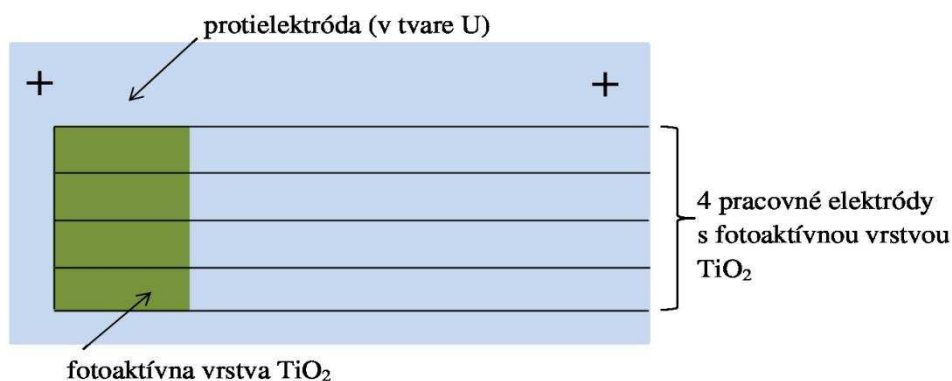 protielektróda (v tvare U)
+ +
4 pracovné elektródy
s fotoaktívnou vrstvou
TiO₂
fotoaktívna vrstva TiO₂